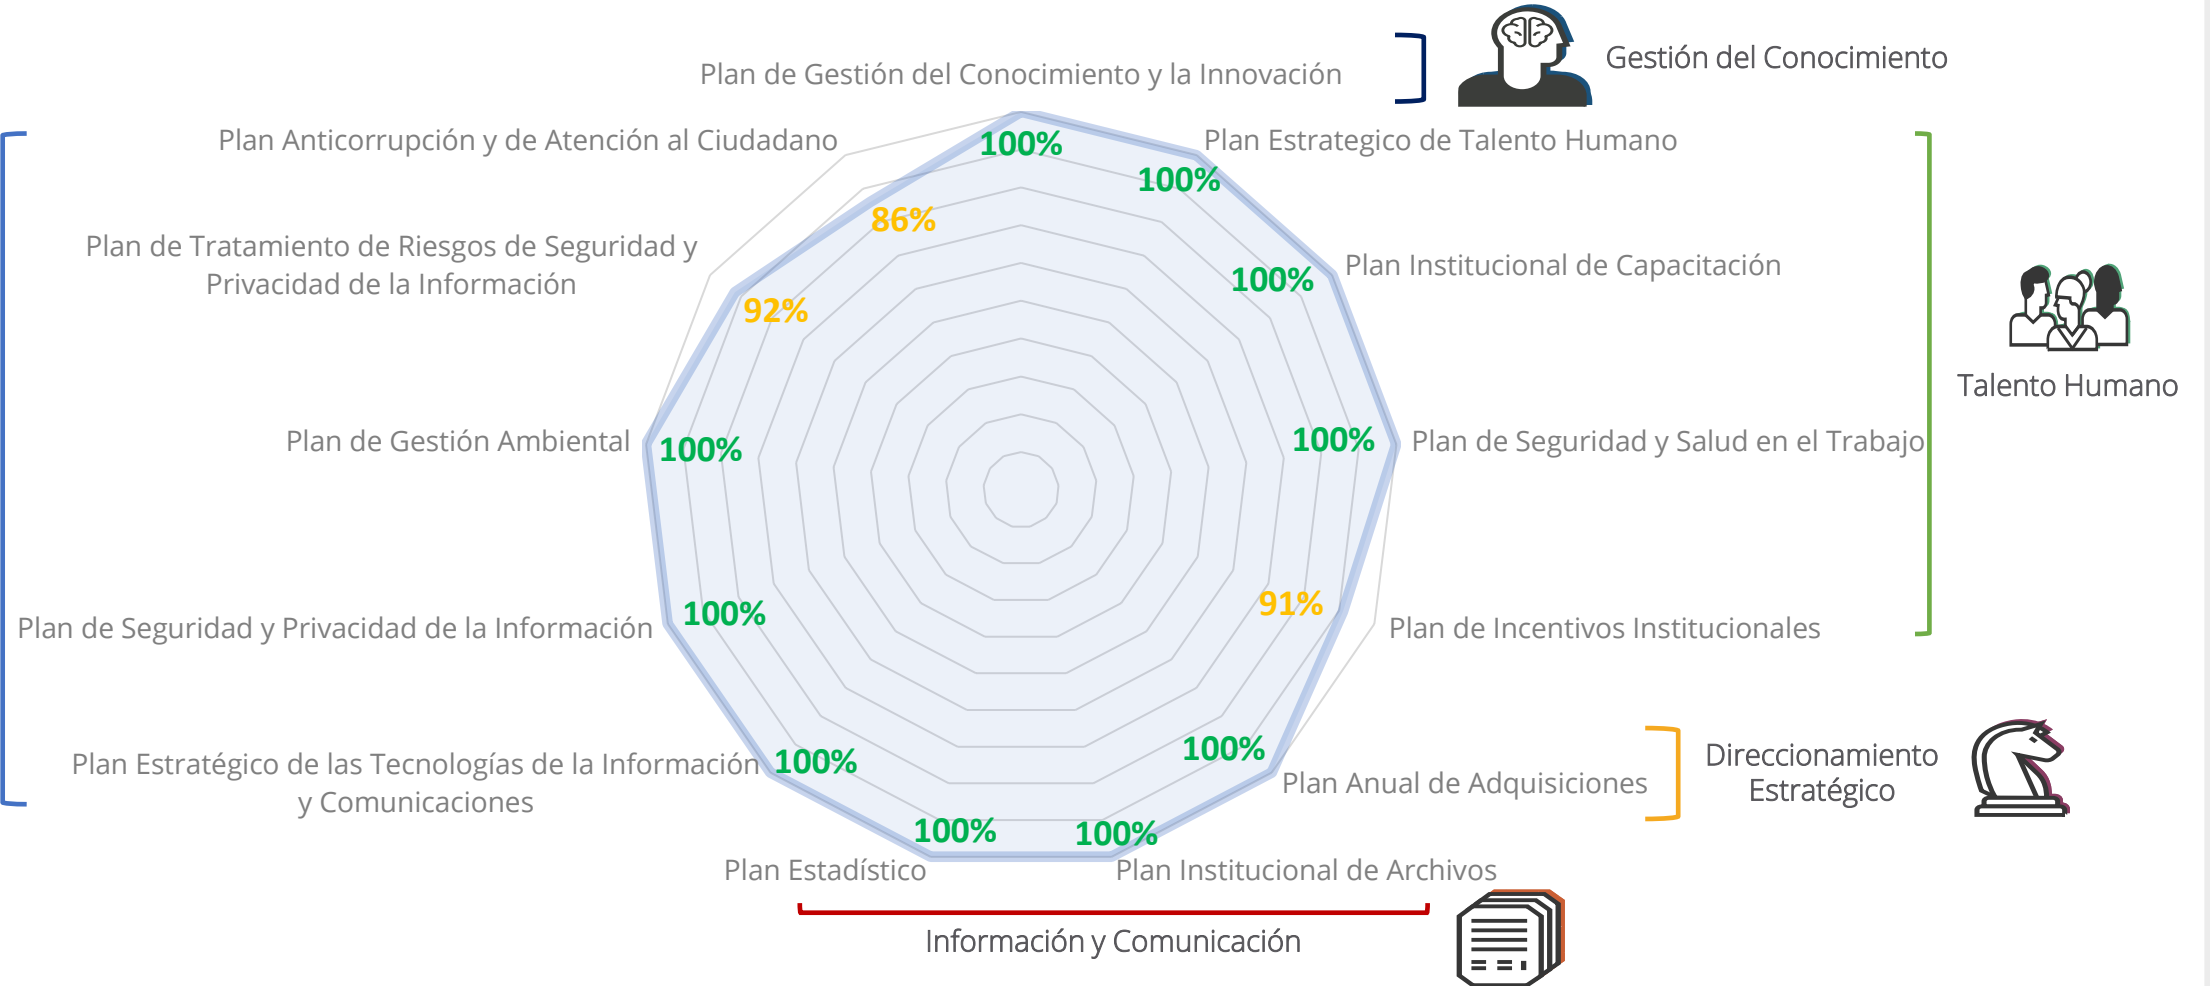 Gestión del Conocimiento
Plan de Gestión del Conocimiento y la Innovación
100%
Plan Estrategico de Talento Humano
100%
Plan Institucional de Capacitación
100%
Talento Humano
Plan de Seguridad y Salud en el Trabajo
100%
Plan de Incentivos Institucionales
91%
Direccionamiento
Estratégico
Plan Anual de Adquisiciones
100%
Plan Institucional de Archivos
100%
Información y Comunicación
Plan Estadístico
100%
Plan Estratégico de las Tecnologías de la Información
y Comunicaciones
100%
Plan de Seguridad y Privacidad de la Información
100%
Plan de Gestión Ambiental
100%
Plan de Tratamiento de Riesgos de Seguridad y
Privacidad de la Información
92%
Plan Anticorrupción y de Atención al Ciudadano
86%